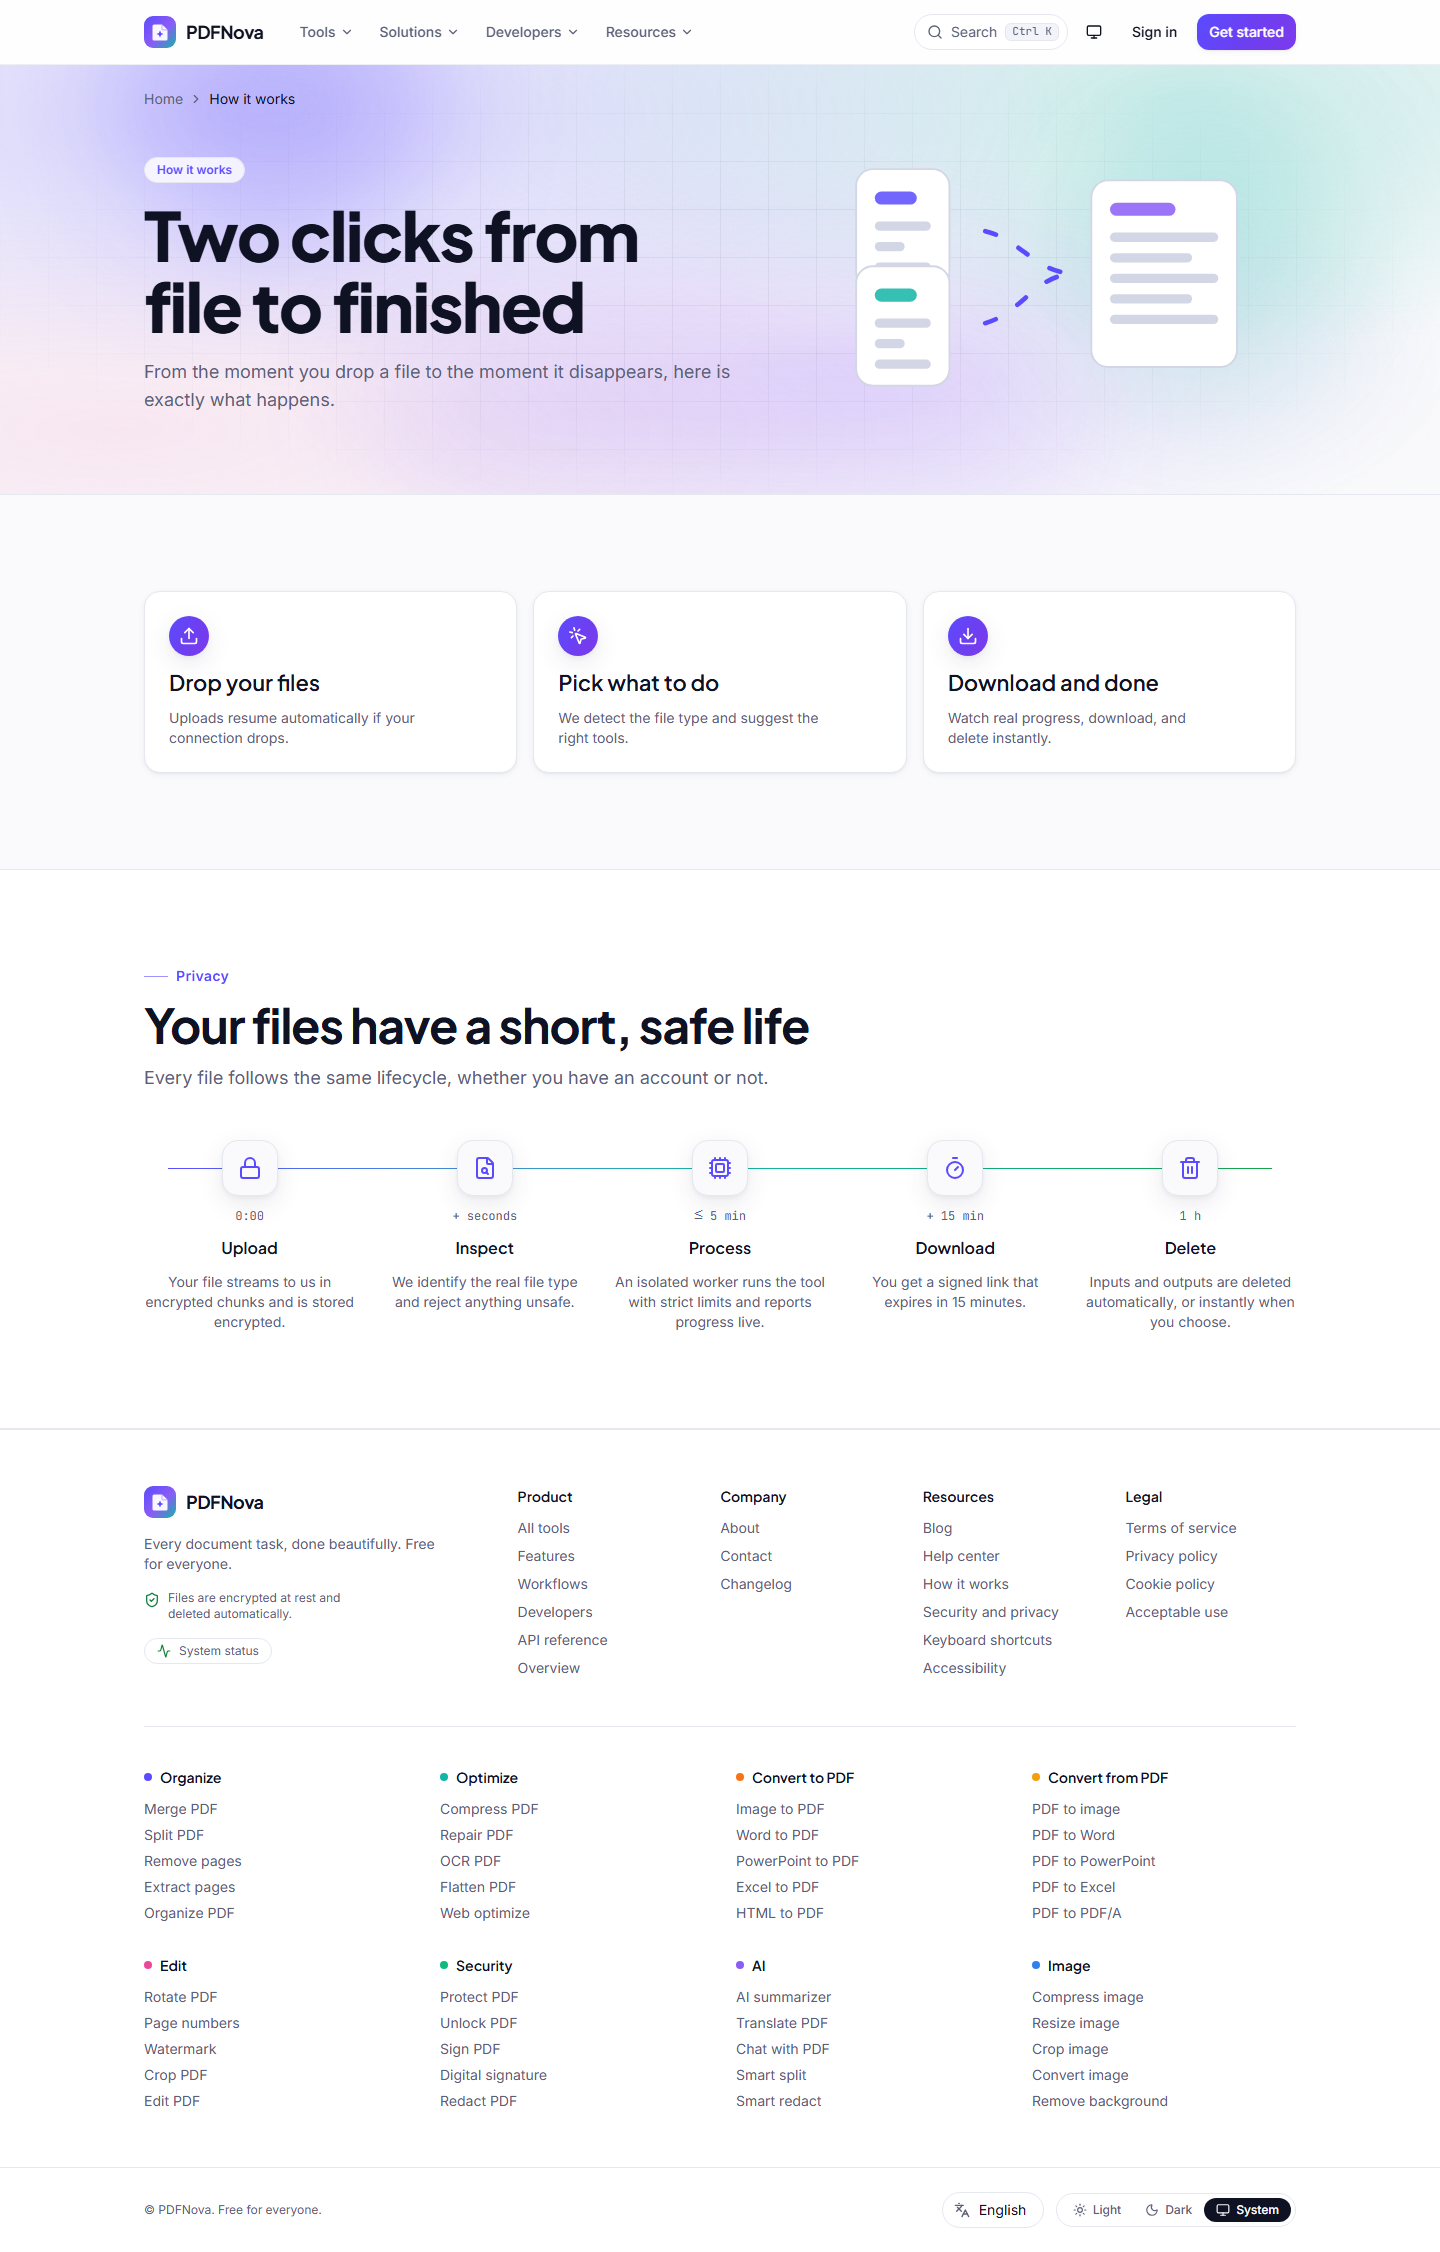 PDFNova
Tools
Solutions
Developers
Resources
Search
Ctrl K
Sign in
Get started
Home
How it works
How it works
Two clicks from
file to finished
From the moment you drop a file to the moment it disappears, here is
exactly what happens.
Drop your files
Uploads resume automatically if your
connection drops.
Pick what to do
We detect the file type and suggest the
right tools.
Download and done
Watch real progress, download, and
delete instantly.
Privacy
Your files have a short, safe life
Every file follows the same lifecycle, whether you have an account or not.
0:00
Upload
Your file streams to us in
encrypted chunks and is stored
encrypted.
+ seconds
Inspect
We identify the real file type
and reject anything unsafe.
≤ 5 min
Process
An isolated worker runs the tool
with strict limits and reports
progress live.
+ 15 min
Download
You get a signed link that
expires in 15 minutes.
1 h
Delete
Inputs and outputs are deleted
automatically, or instantly when
you choose.
PDFNova
Every document task, done beautifully. Free
for everyone.
Files are encrypted at rest and
deleted automatically.
System status
Product
All tools
Features
Workflows
Developers
API reference
Overview
Company
About
Contact
Changelog
Resources
Blog
Help center
How it works
Security and privacy
Keyboard shortcuts
Accessibility
Legal
Terms of service
Privacy policy
Cookie policy
Acceptable use
Organize
Merge PDF
Split PDF
Remove pages
Extract pages
Organize PDF
Optimize
Compress PDF
Repair PDF
OCR PDF
Flatten PDF
Web optimize
Convert to PDF
Image to PDF
Word to PDF
PowerPoint to PDF
Excel to PDF
HTML to PDF
Convert from PDF
PDF to image
PDF to Word
PDF to PowerPoint
PDF to Excel
PDF to PDF/A
Edit
Rotate PDF
Page numbers
Watermark
Crop PDF
Edit PDF
Security
Protect PDF
Unlock PDF
Sign PDF
Digital signature
Redact PDF
AI
AI summarizer
Translate PDF
Chat with PDF
Smart split
Smart redact
Image
Compress image
Resize image
Crop image
Convert image
Remove background
© PDFNova. Free for everyone.
English
Light
Dark
System